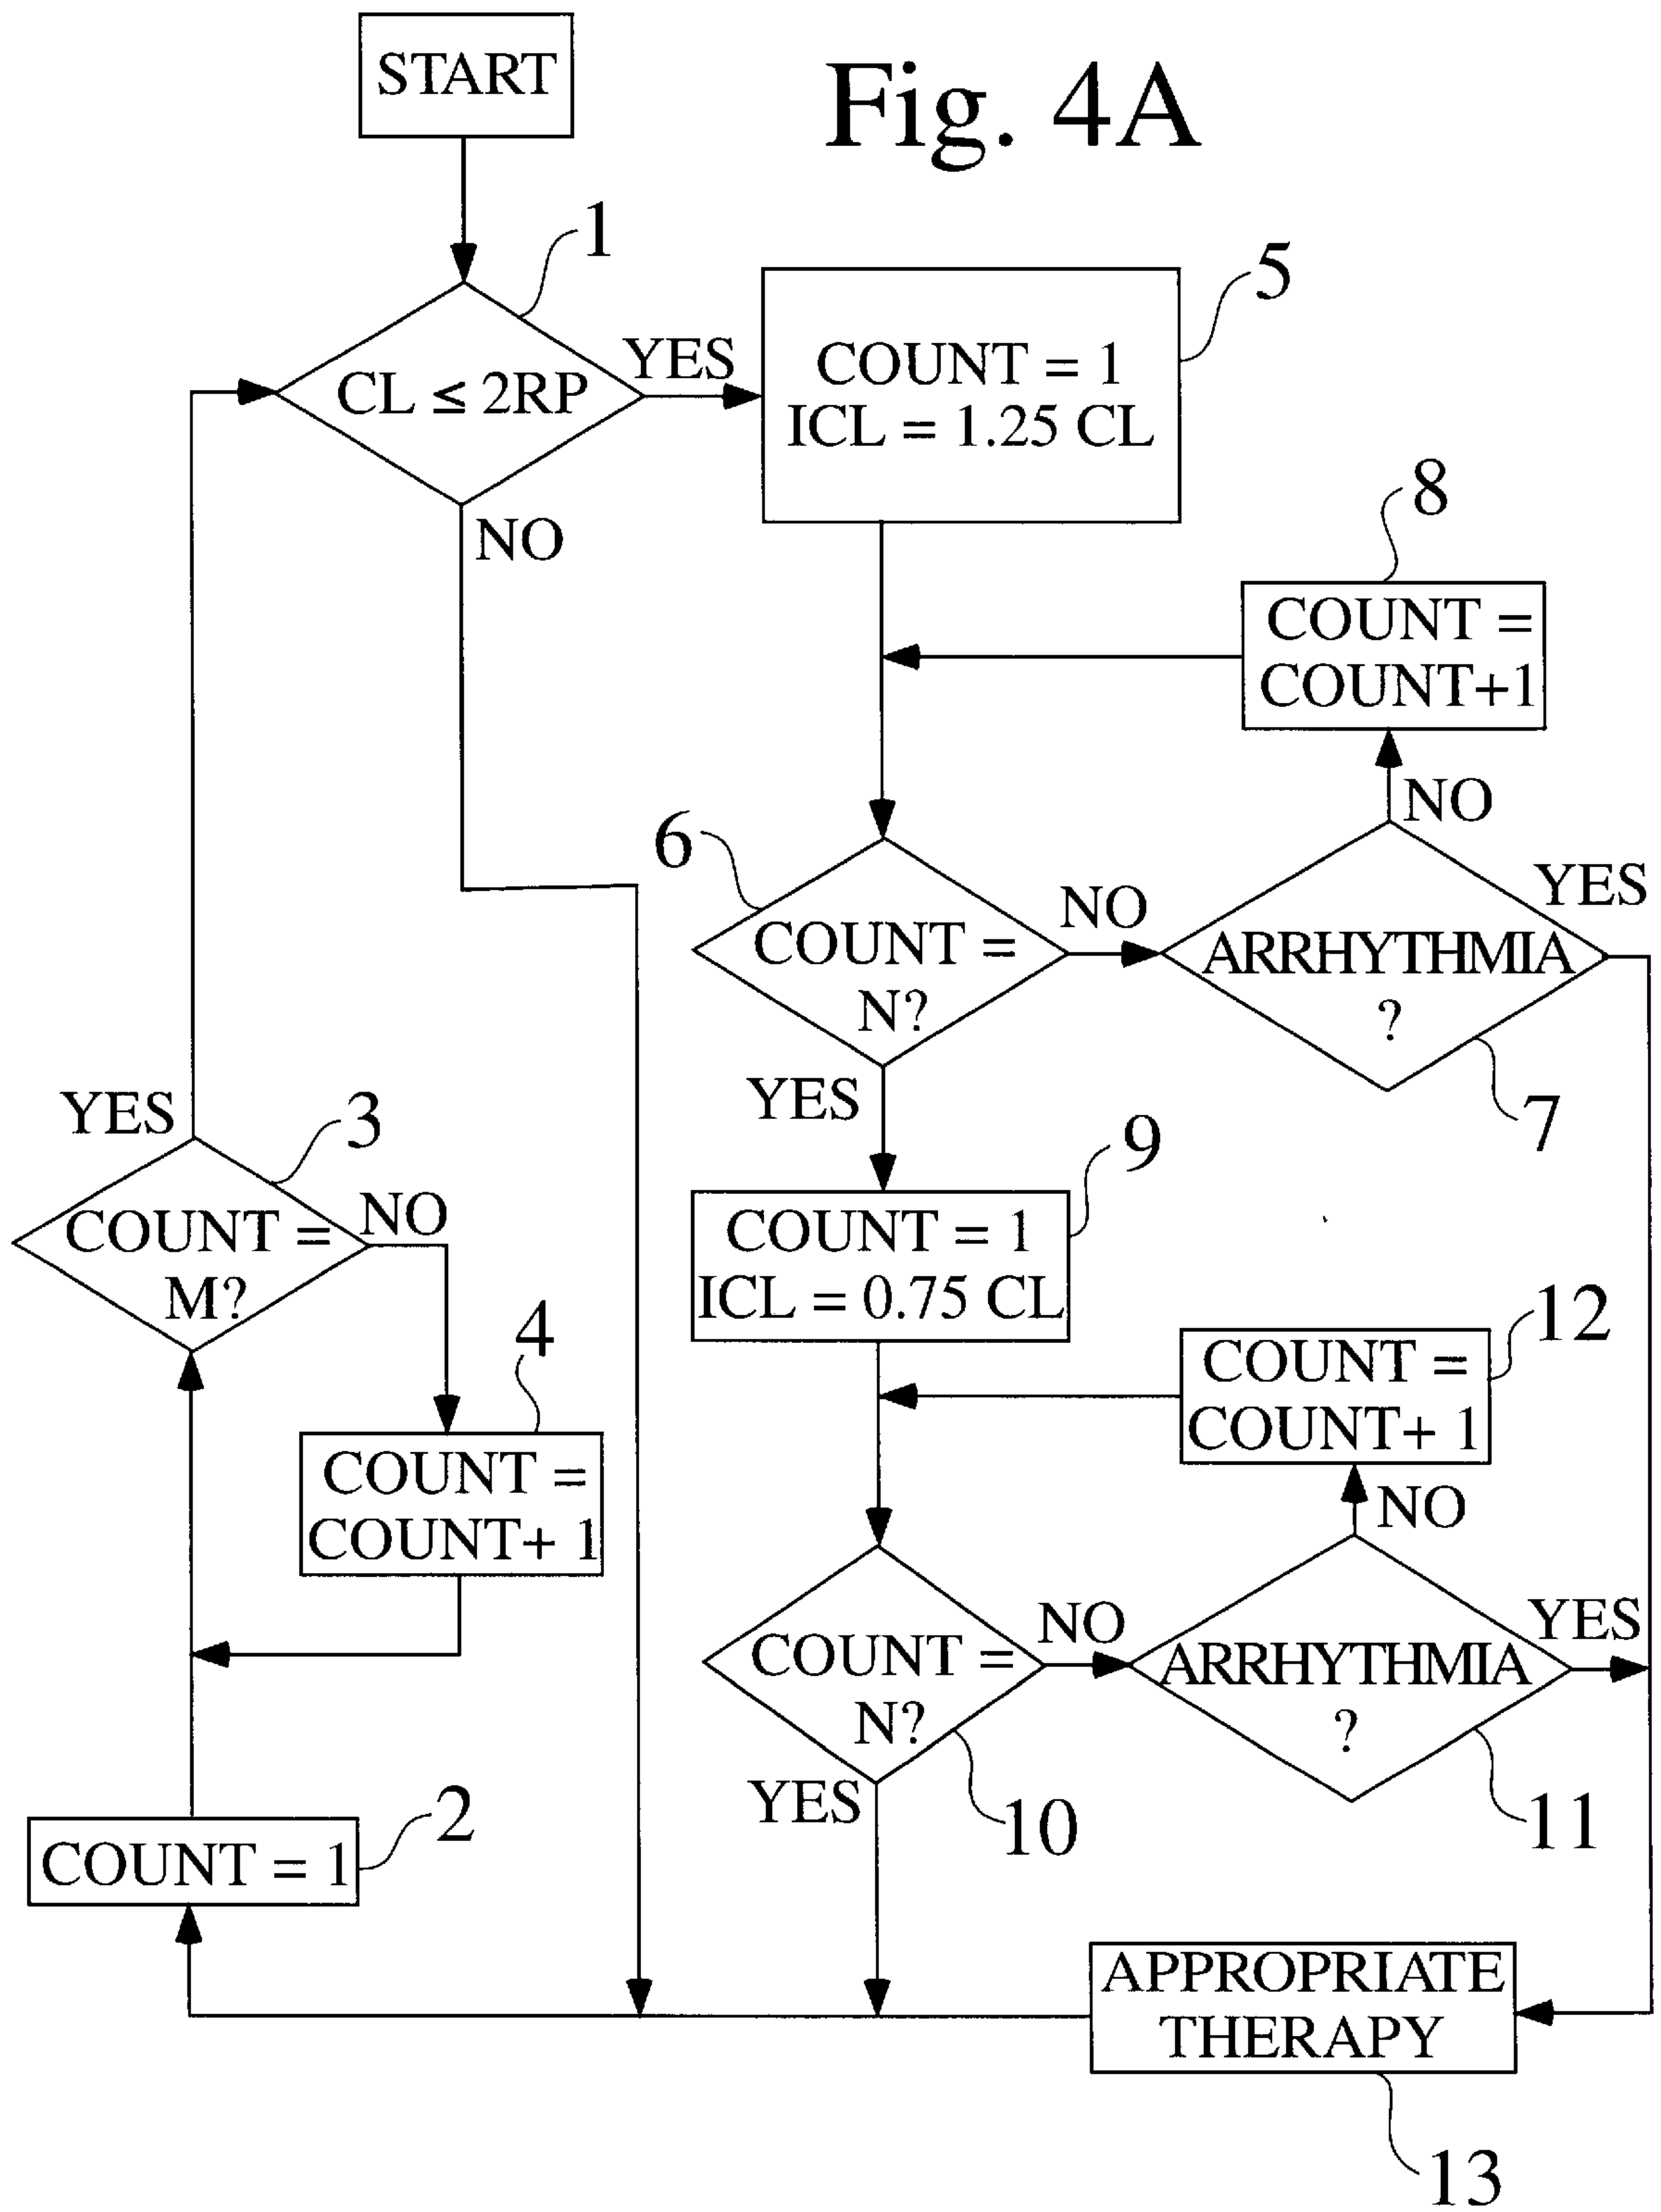 START
Fig. 4A
1
CL ≤ 2RP
YES
NO
5
COUNT = 1
ICL = 1.25 CL
8
COUNT =
COUNT+1
NO
6
COUNT =
N?
NO
YES
ARRHYTHMIA
?
YES
7
YES
3
COUNT =
M?
NO
4
COUNT =
COUNT+ 1
9
COUNT = 1
ICL = 0.75 CL
12
COUNT =
COUNT+ 1
NO
COUNT =
N?
NO
YES
10
ARRHYTHMIA
?
YES
11
2
COUNT = 1
APPROPRIATE
THERAPY
13